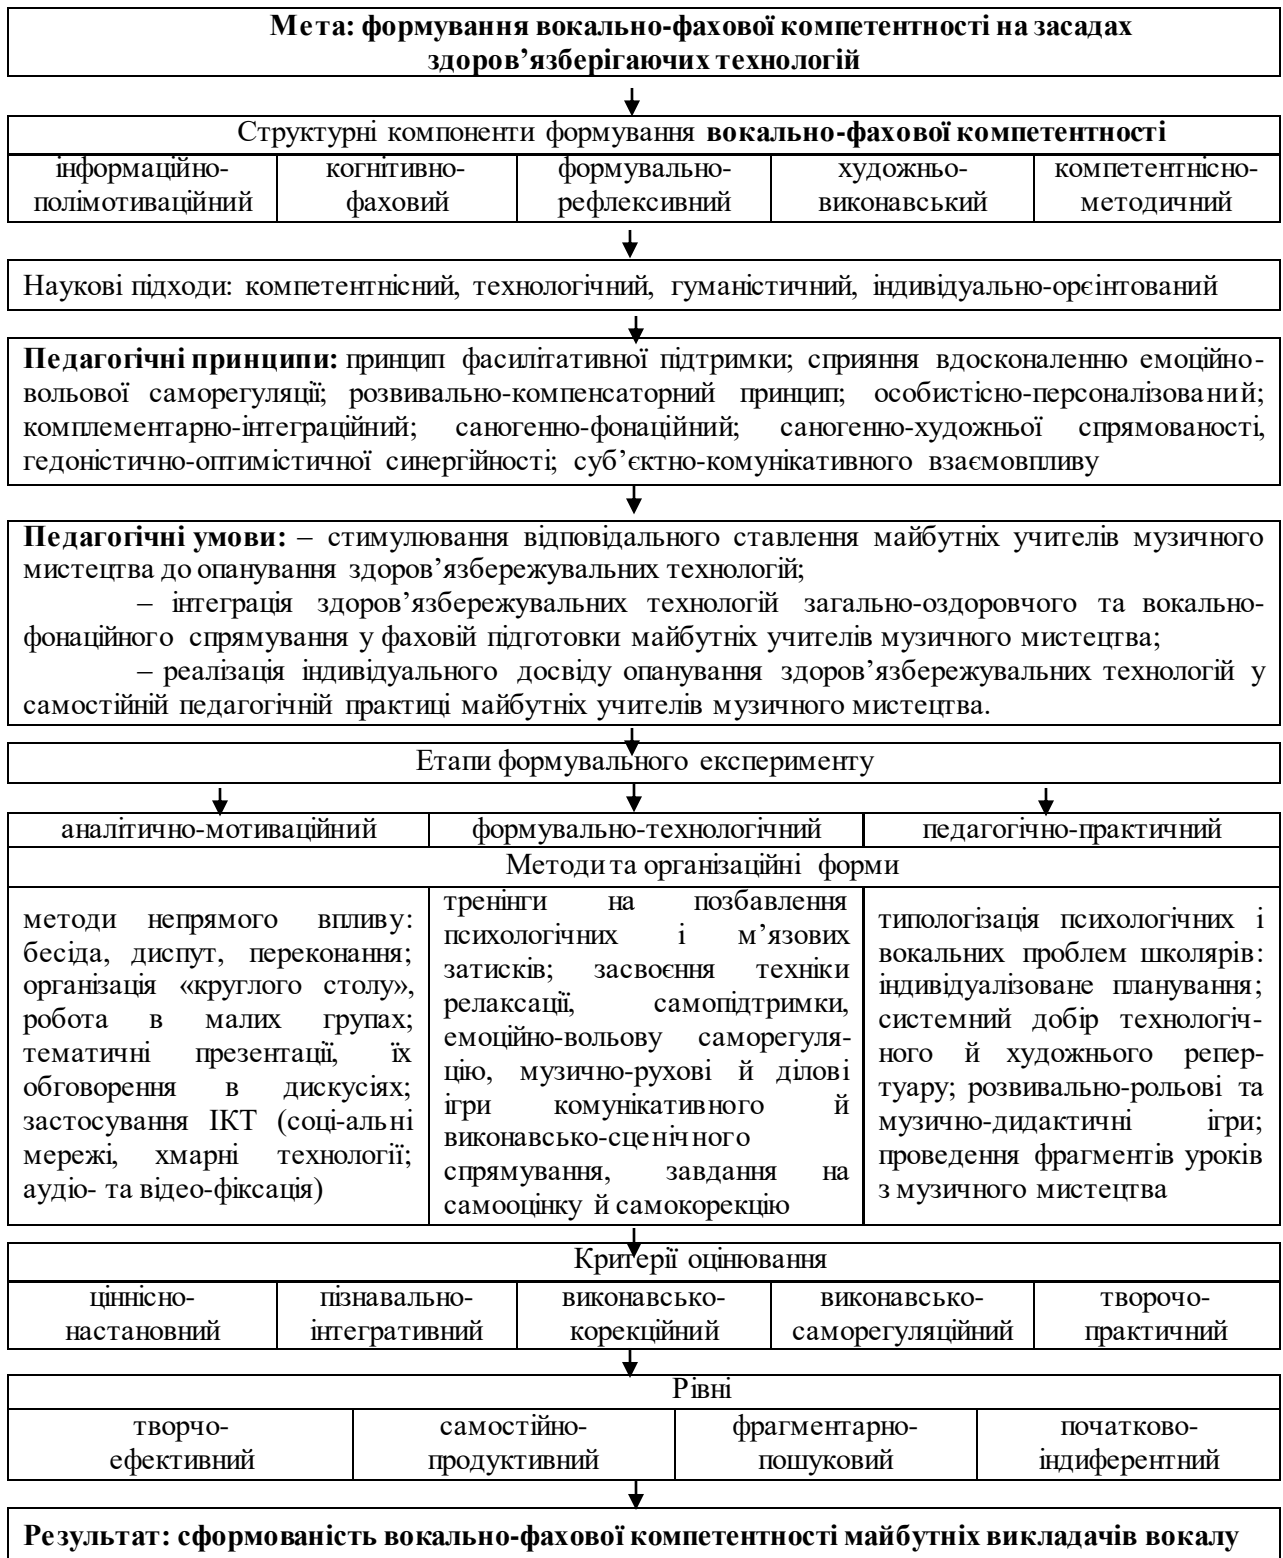 Мета: формування вокально-фахової компетентності на засадах
здоров’язберігаючих технологій
Структурні компоненти формування вокально-фахової компетентності
інформаційно-
полімотиваційний
когнітивно-
фаховий
формувально-
рефлексивний
художньо-
виконавський
компетентнісно-
методичний
Наукові підходи: компетентнісний, технологічний, гуманістичний, індивідуально-орєінтований
Педагогічні принципи: принцип фасилітативної підтримки; сприяння вдосконаленню емоційно-
вольової саморегуляції; розвивально-компенсаторний принцип; особистісно-персоналізований;
комплементарно-інтеграційний; саногенно-фонаційний; саногенно-художньої спрямованості,
гедоністично-оптимістичної синергійності; суб’єктно-комунікативного взаємовпливу
Педагогічні умови: – стимулювання відповідального ставлення майбутніх учителів музичного
мистецтва до опанування здоров’язбережувальних технологій;
– інтеграція здоров’язбережувальних технологій загально-оздоровчого та вокально-
фонаційного спрямування у фаховій підготовки майбутніх учителів музичного мистецтва;
– реалізація індивідуального досвіду опанування здоров’язбережувальних технологій у
самостійній педагогічній практиці майбутніх учителів музичного мистецтва.
Етапи формувального експерименту
аналітично-мотиваційний
формувально-технологічний
педагогічно-практичний
Методи та організаційні форми
методи непрямого впливу:
бесіда, диспут, переконання;
організація «круглого столу»,
робота в малих групах;
тематичні презентації, їх
обговорення в дискусіях;
застосування ІКТ (соці-альні
мережі, хмарні технології;
аудіо- та відео-фіксація)
тренінги на позбавлення
психологічних і м’язових
затисків; засвоєння техніки
релаксації, самопідтримки,
емоційно-вольову саморегуля-
цію, музично-рухові й ділові
ігри комунікативного й
виконавсько-сценічного
спрямування, завдання на
самооцінку й самокорекцію
типологізація психологічних і
вокальних проблем школярів:
індивідуалізоване планування;
системний добір технологіч-
ного й художнього репер-
туару; розвивально-рольові та
музично-дидактичні ігри;
проведення фрагментів уроків
з музичного мистецтва
Критерії оцінювання
ціннісно-
настановний
пізнавально-
інтегративний
виконавсько-
корекційний
виконавсько-
саморегуляційний
творочо-
практичний
Рівні
творчо-
ефективний
самостійно-
продуктивний
фрагментарно-
пошуковий
початково-
індиферентний
Результат: сформованість вокально-фахової компетентності майбутніх викладачів вокалу